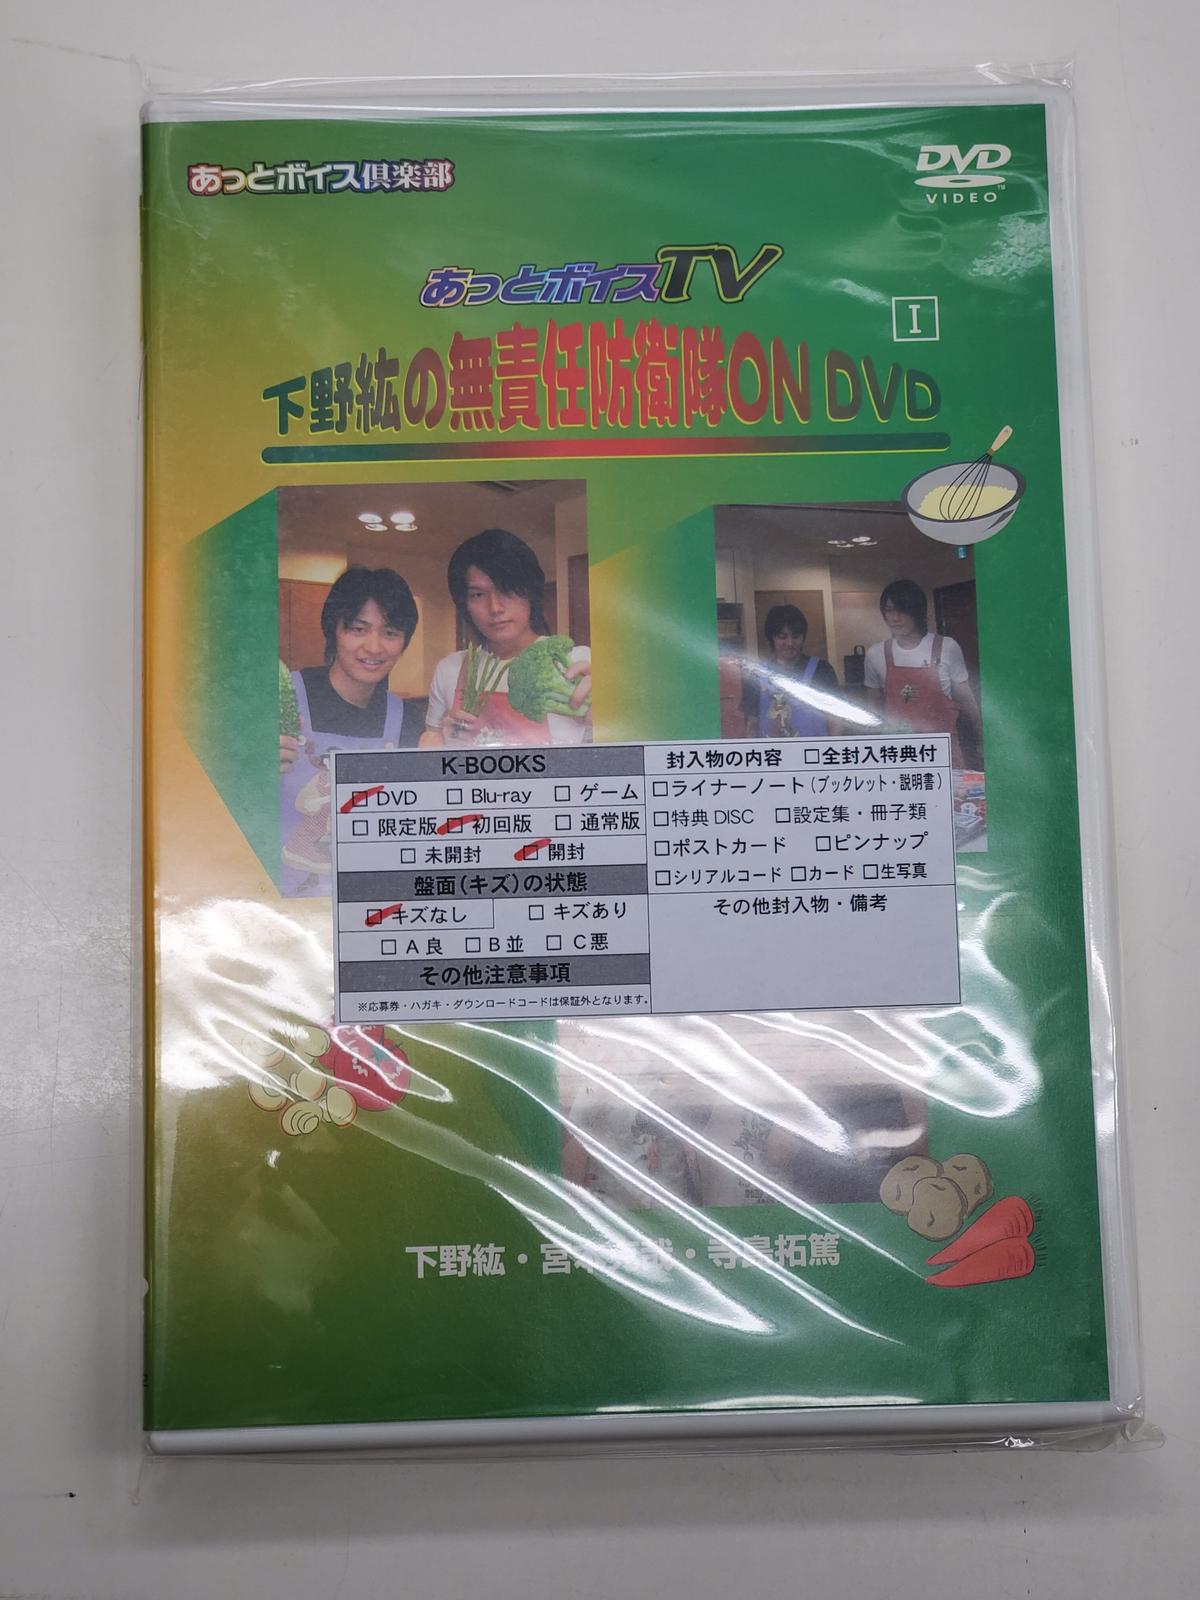 あっとボイス倶楽部
DVD
VIDEO
TM
あっとボイスTV
I
下野紘の無責任防衛隊ON DVD
K-BOOKS
□ DVD □ Blu-ray □ ゲーム
□ 限定版 □ 初回版 □ 通常版
□ 未開封 □ 開封
盤面(キズ)の状態
□ キズなし □ キズあり
□ A 良 □ B 並 □ C 悪
その他注意事項
※応募券・ハガキ・ダウンロードコードは保証外となります。
封入物の内容 □全封入特典付
□ライナーノート(ブックレット・説明書)
□特典 DISC □設定集・冊子類
□ポストカード □ピンナップ
□シリアルコード □カード □生写真
その他封入物・備考
下野紘・宮 ・寺島拓篤